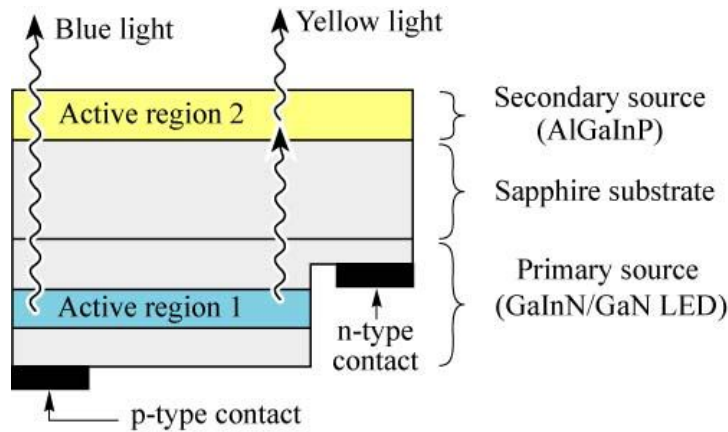 Blue light
Yellow light
Active region 2
Secondary source
(AlGaInP)
Sapphire substrate
Primary source
(GaInN/GaN LED)
Active region 1
n-type
contact
p-type contact